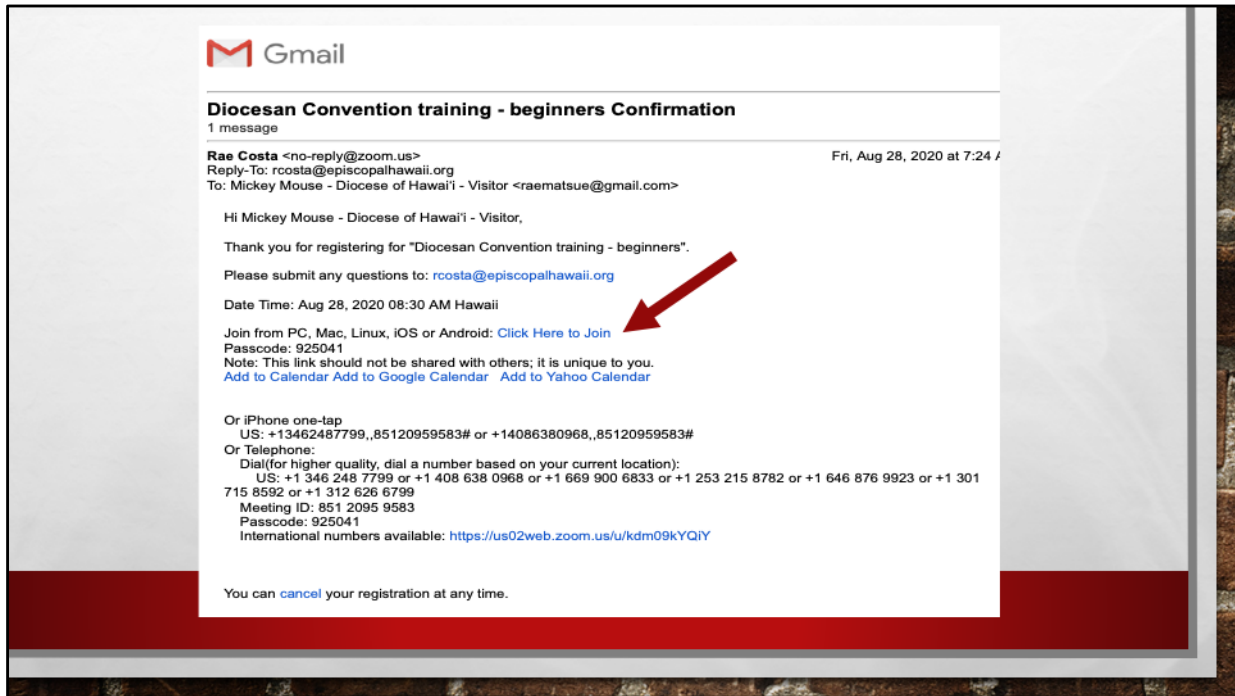 Gmail
Diocesan Convention training - beginners Confirmation
1 message
Rae Costa <no-reply@zoom.us>
Fri, Aug 28, 2020 at 7:24
Reply-To: rcosta@episcopalhawaii.org
To: Mickey Mouse - Diocese of Hawai'i - Visitor <raematsue@gmail.com>
Hi Mickey Mouse - Diocese of Hawai'i - Visitor,
Thank you for registering for "Diocesan Convention training - beginners".
Please submit any questions to: rcosta@episcopalhawaii.org
Date Time: Aug 28, 2020 08:30 AM Hawaii
Join from PC, Mac, Linux, iOS or Android: Click Here to Join
Passcode: 925041
Note: This link should not be shared with others; it is unique to you.
Add to Calendar Add to Google Calendar Add to Yahoo Calendar
Or iPhone one-tap
US: +13462487799,,85120959583# or +14086380968,,85120959583#
Or Telephone:
Dial(for higher quality, dial a number based on your current location):
US: +1 346 248 7799 or +1 408 638 0968 or +1 669 900 6833 or +1 253 215 8782 or +1 646 876 9923 or +1 301
715 8592 or +1 312 626 6799
Meeting ID: 851 2095 9583
Passcode: 925041
International numbers available: https://us02web.zoom.us/u/kdm09kYQiY
You can cancel your registration at any time.